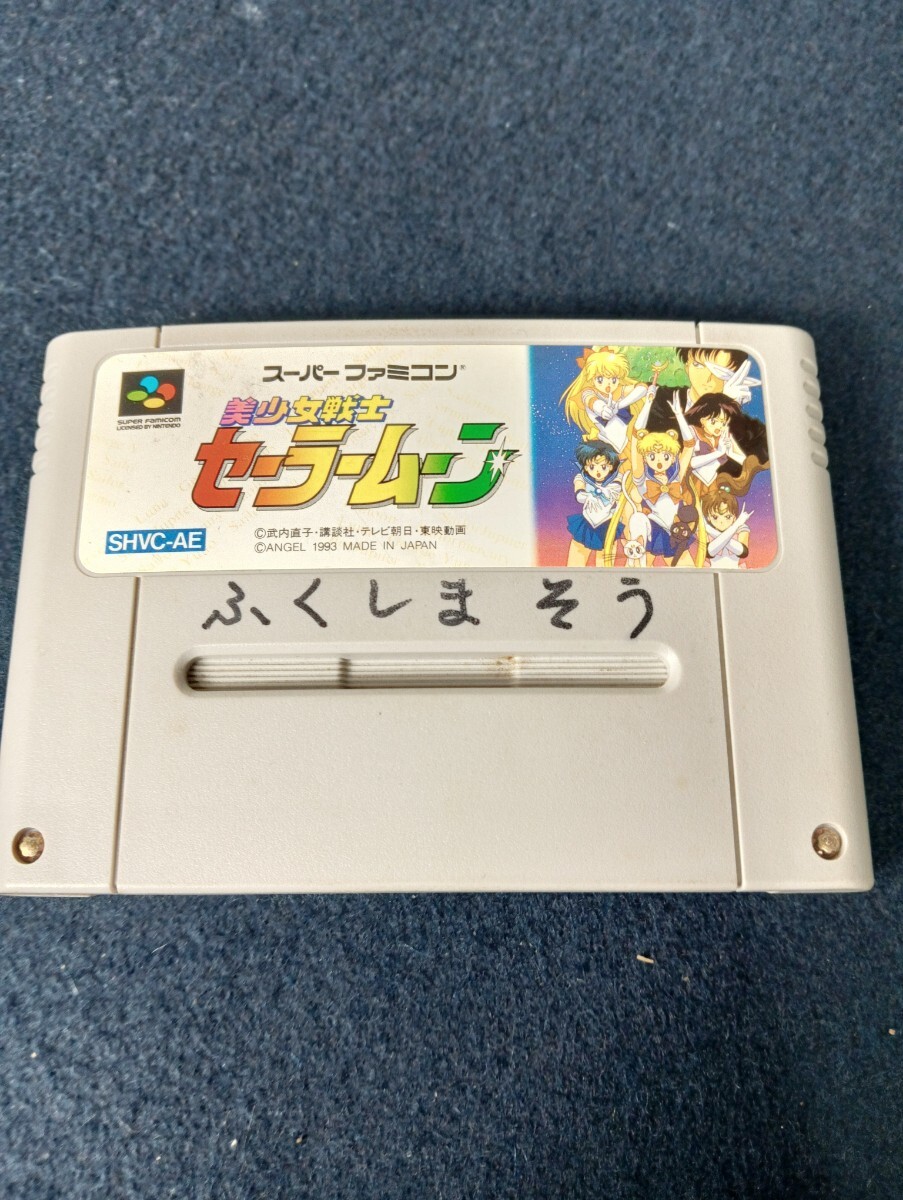 スーパーファミコン®
SUPER FAMICOM
LICENSED BY NINTENDO
美少女戦士
セーラームーン
SHVC-AE
©武内直子・講談社・テレビ朝日・東映動画
©ANGEL 1993 MADE IN JAPAN
ふくしま そう